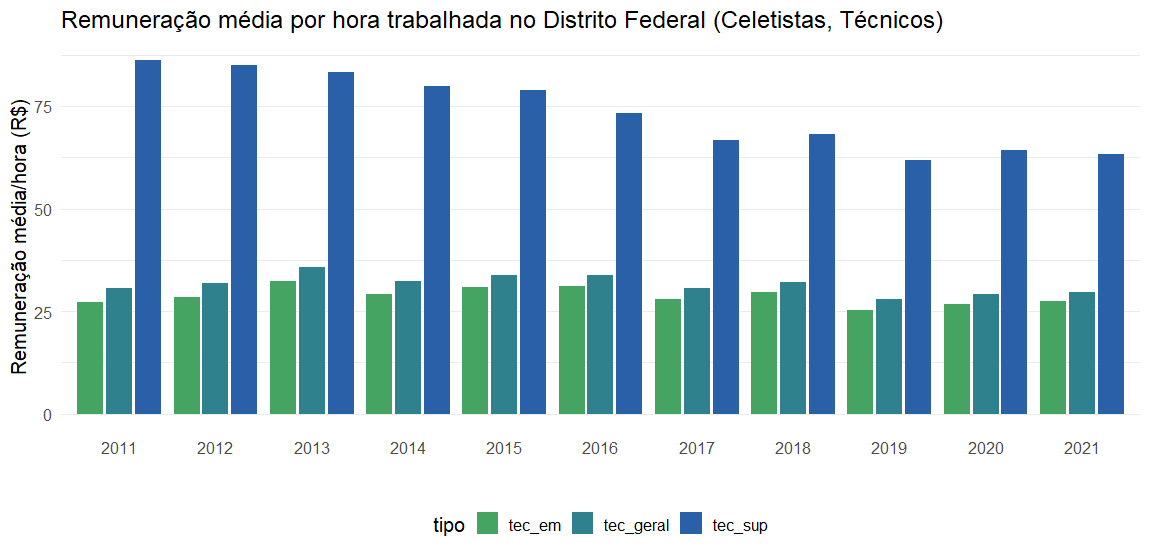 Remuneração média por hora trabalhada no Distrito Federal (Celetistas, Técnicos)
Remuneração média/hora (R$)
75
50
25
0
2011 2012 2013 2014 2015 2016 2017 2018 2019 2020 2021
tipo tec_em tec_geral tec_sup